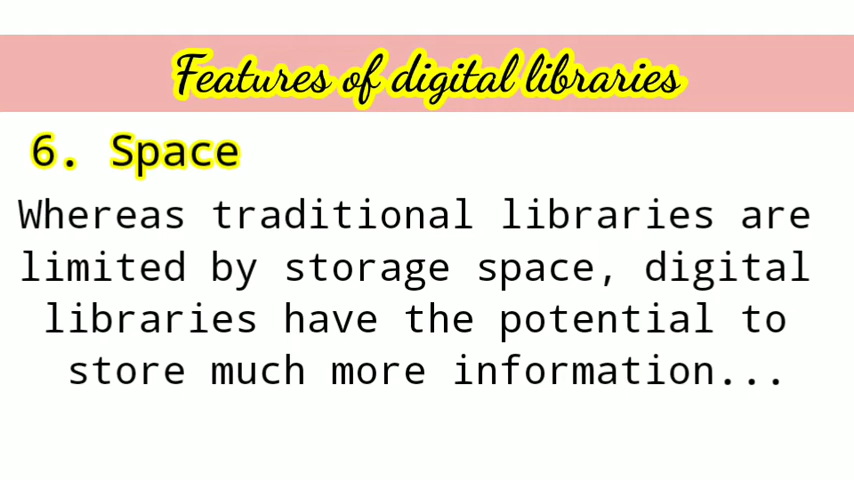 Features of digital libraries
6. Space
Whereas traditional libraries are
limited by storage space, digital
libraries have the potential to
store much more information...